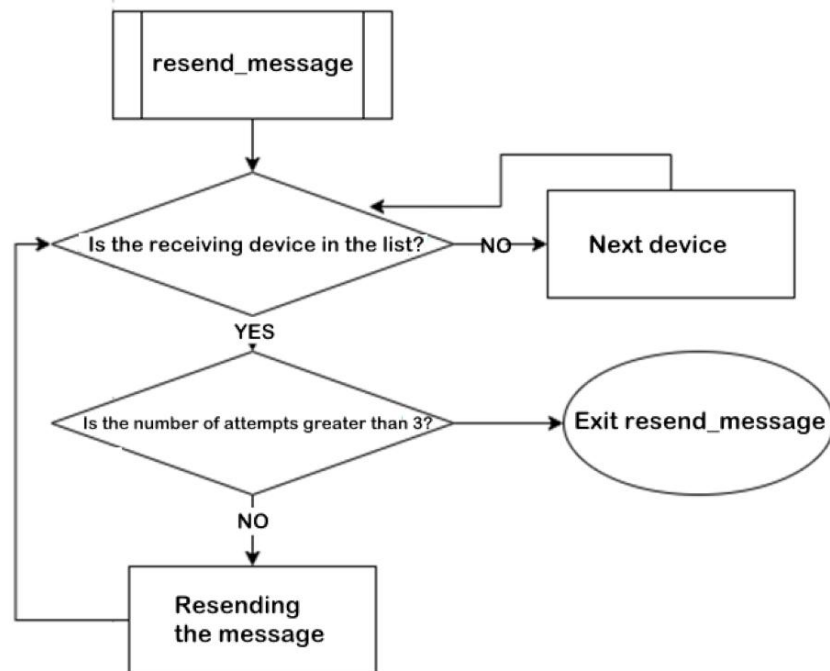 resend_message
Is the receiving device in the list?
NO
Next device
YES
Is the number of attempts greater than 3?
Exit resend_message
NO
Resending
the message